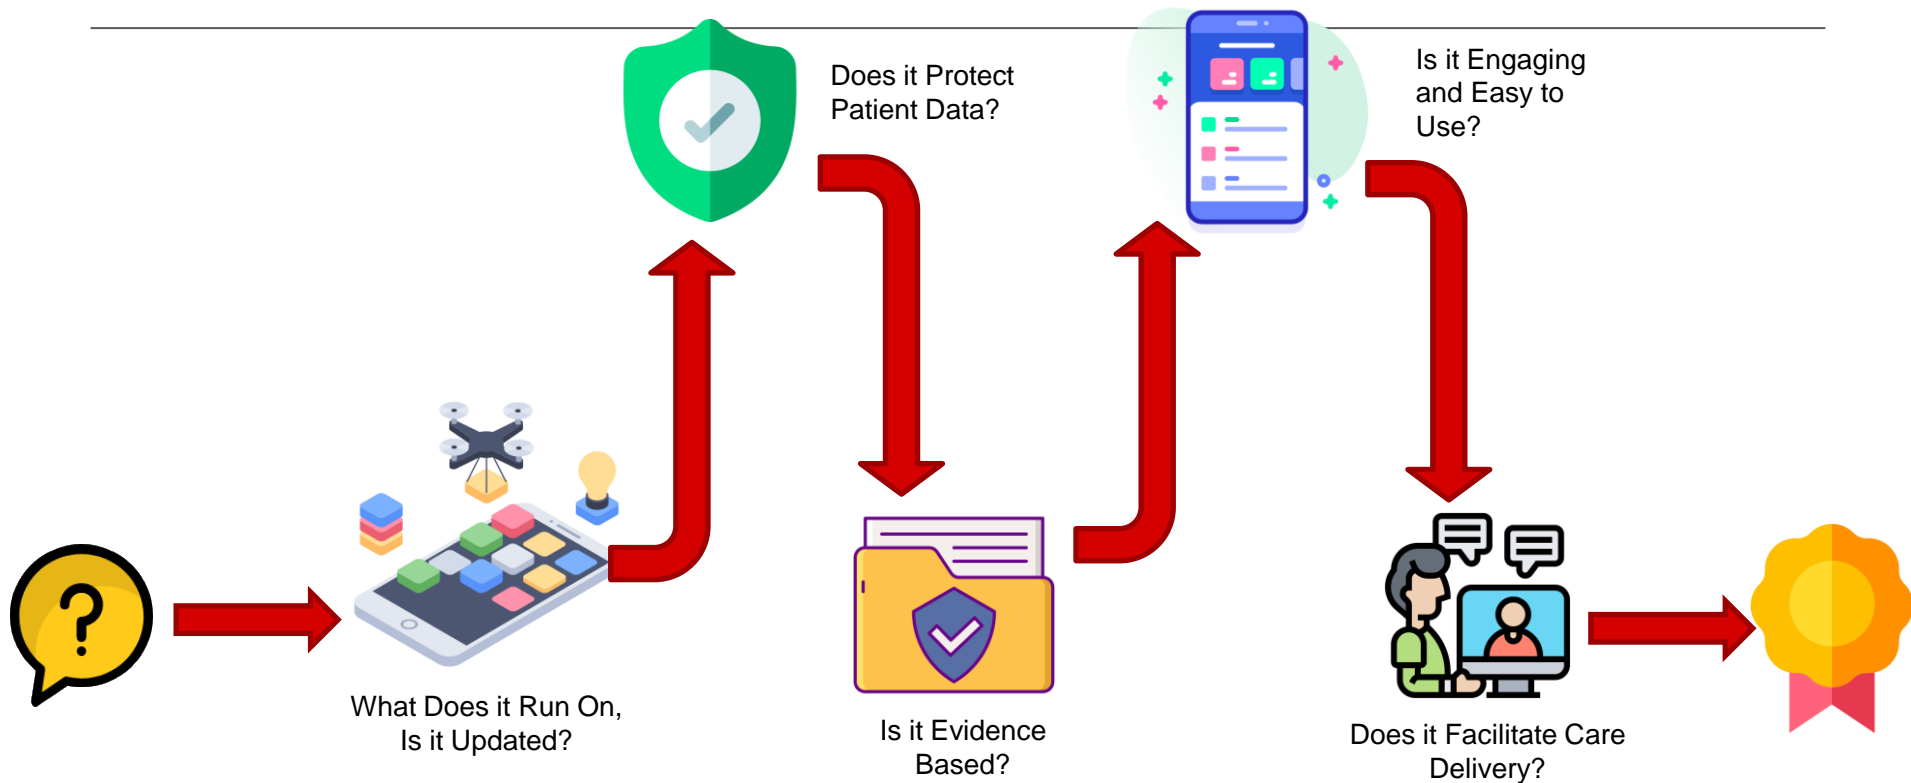 What Does it Run On,
Is it Updated?
Does it Protect
Patient Data?
Is it Evidence
Based?
Is it Engaging
and Easy to
Use?
Does it Facilitate Care
Delivery?
?